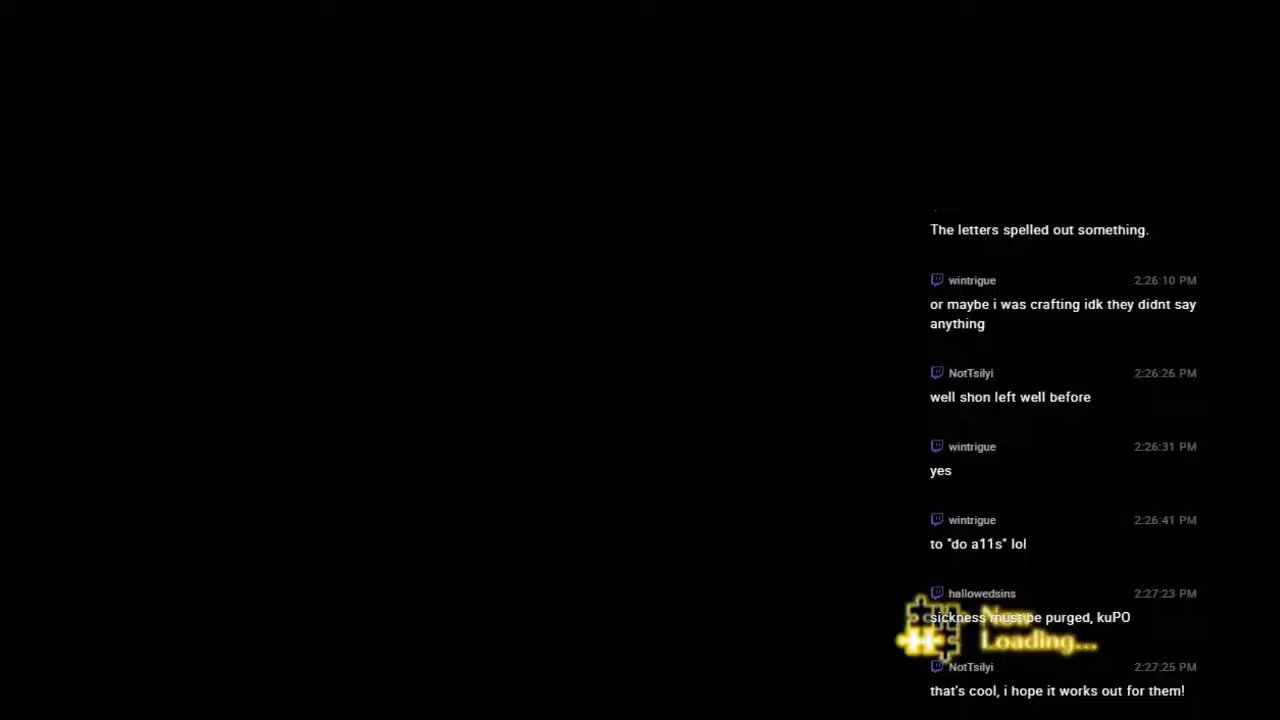 The letters spelled out something.
wintrigue 2:26:10 PM
or maybe i was crafting idk they didnt say
anything
NotTsilyi 2:26:26 PM
well shon left well before
wintrigue 2:26:31 PM
yes
wintrigue 2:26:41 PM
to "do a11s" lol
hallowedsins 2:27:23 PM
sickness must be purged, kuPO
Now
Loading...
NotTsilyi 2:27:25 PM
that's cool, i hope it works out for them!